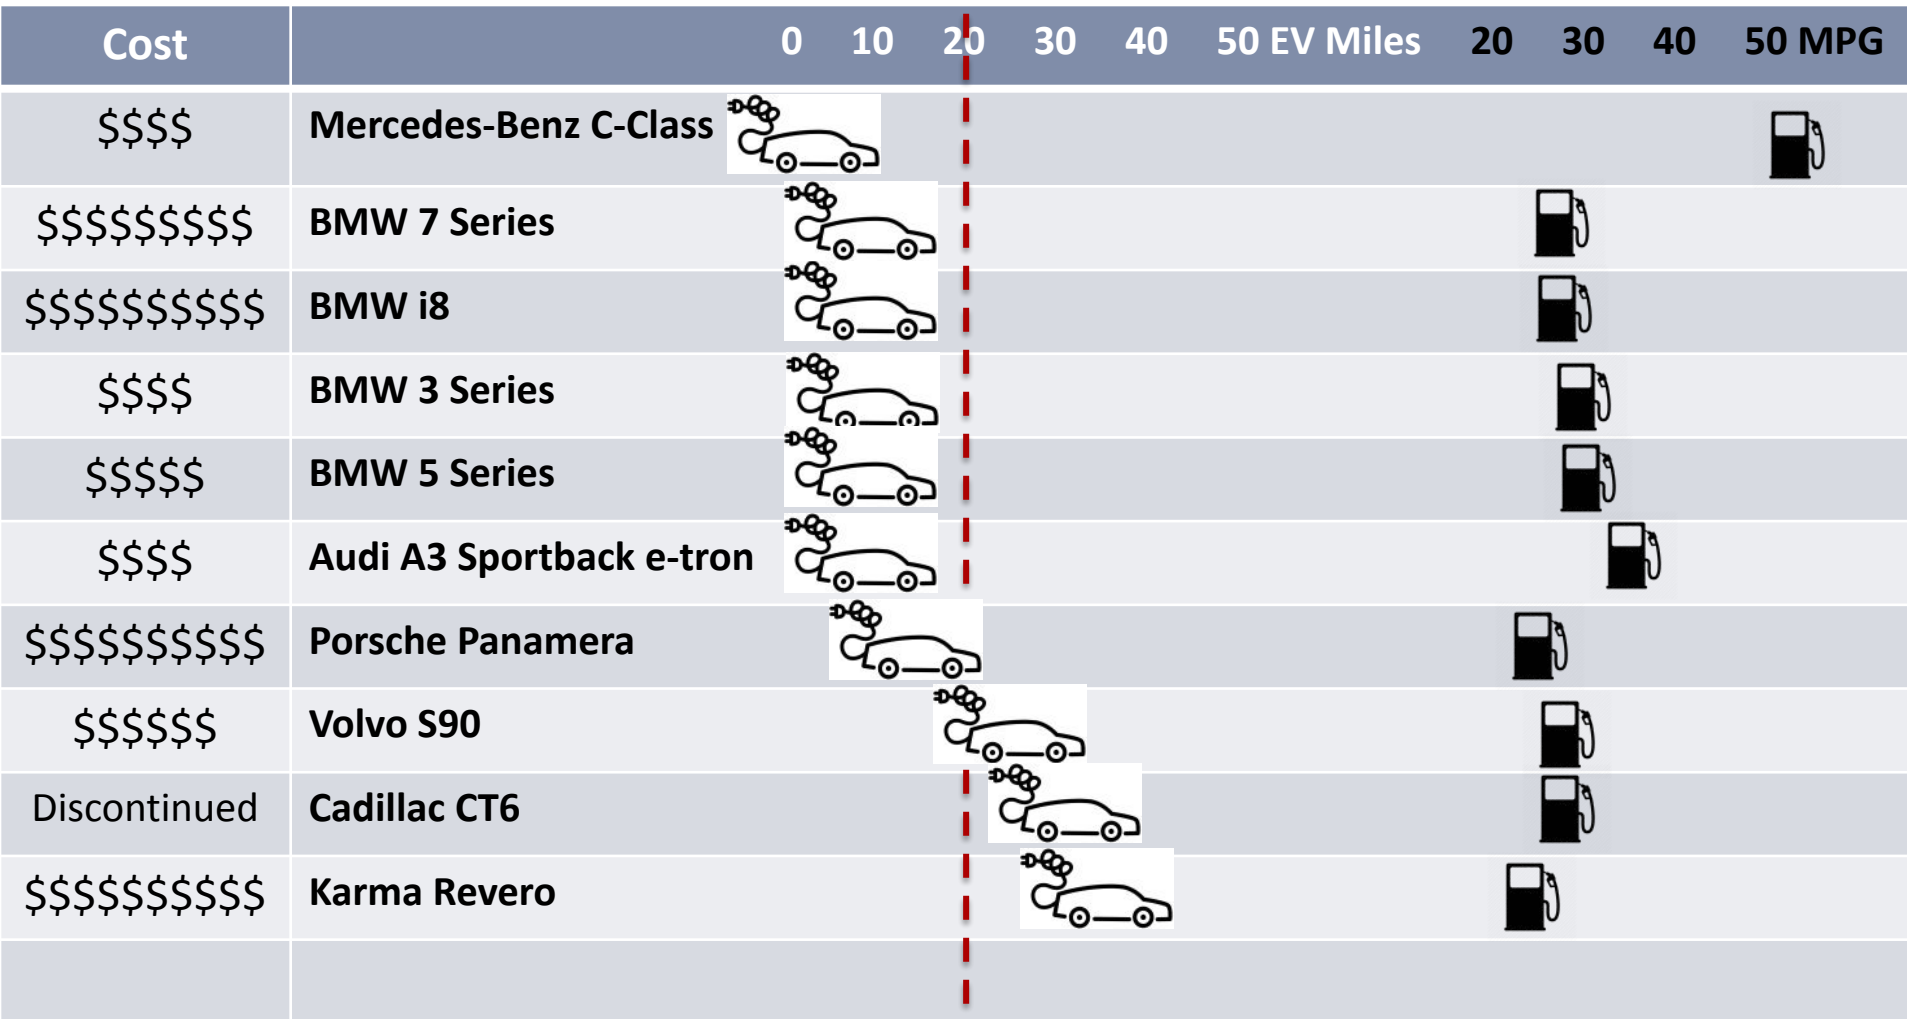 Cost 0 10 20 30 40 50 EV Miles 20 30 40 50 MPG
$$$$ Mercedes-Benz C-Class
$$$$$$$$$ BMW 7 Series
$$$$$$$$$$ BMW i8
$$$$ BMW 3 Series
$$$$$ BMW 5 Series
$$$$ Audi A3 Sportback e-tron
$$$$$$$$$$ Porsche Panamera
$$$$$$ Volvo S90
Discontinued Cadillac CT6
$$$$$$$$$$ Karma Revero